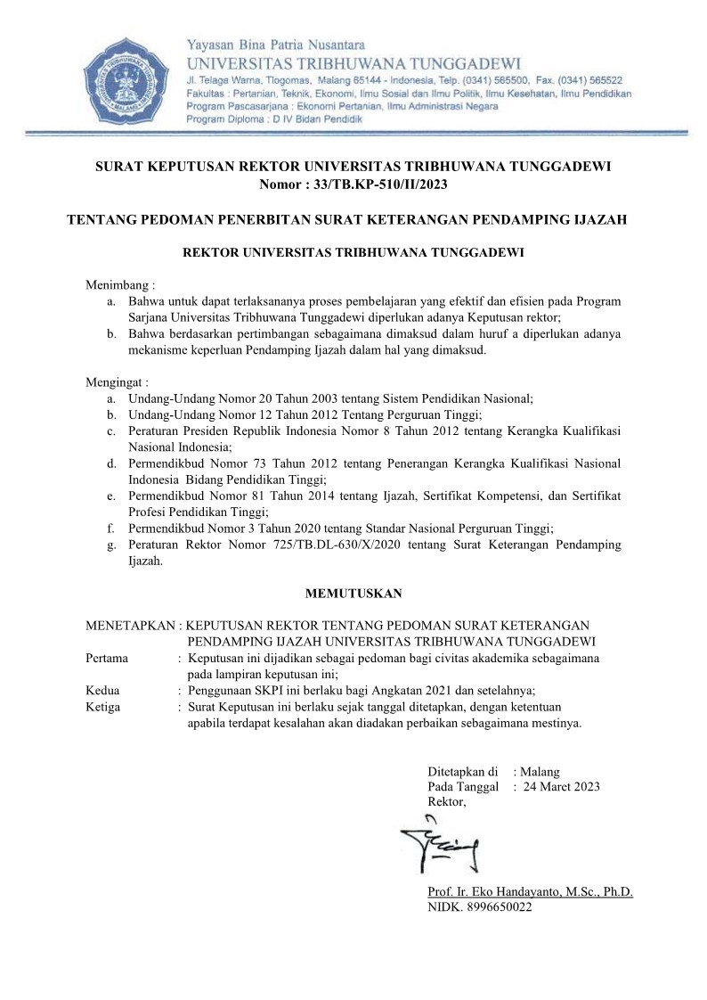 Yayasan Bina Patria Nusantara
UNIVERSITAS TRIBHUWANA TUNGGADEWI
Jl. Telaga Warna, Tlogomas, Malang 65144 - Indonesia, Telp. (0341) 565500, Fax. (0341) 565522
Fakultas : Pertanian, Teknik, Ekonomi, Ilmu Sosial dan Ilmu Politik, Ilmu Kesehatan, Ilmu Pendidikan
Program Pascasarjana : Ekonomi Pertanian, Ilmu Administrasi Negara
Program Diploma : D IV Bidan Pendidik
UNIVERSITAS TRIBHUWANA TUNGGADEWI
MALANG
SURAT KEPUTUSAN REKTOR UNIVERSITAS TRIBHUWANA TUNGGADEWI
Nomor : 33/TB.KP-510/II/2023
TENTANG PEDOMAN PENERBITAN SURAT KETERANGAN PENDAMPING IJAZAH
REKTOR UNIVERSITAS TRIBHUWANA TUNGGADEWI
Menimbang :
a. Bahwa untuk dapat terlaksananya proses pembelajaran yang efektif dan efisien pada Program
Sarjana Universitas Tribhuwana Tunggadewi diperlukan adanya Keputusan rektor;
b. Bahwa berdasarkan pertimbangan sebagaimana dimaksud dalam huruf a diperlukan adanya
mekanisme keperluan Pendamping Ijazah dalam hal yang dimaksud.
Mengingat :
a. Undang-Undang Nomor 20 Tahun 2003 tentang Sistem Pendidikan Nasional;
b. Undang-Undang Nomor 12 Tahun 2012 Tentang Perguruan Tinggi;
c. Peraturan Presiden Republik Indonesia Nomor 8 Tahun 2012 tentang Kerangka Kualifikasi
Nasional Indonesia;
d. Permendikbud Nomor 73 Tahun 2012 tentang Penerangan Kerangka Kualifikasi Nasional
Indonesia Bidang Pendidikan Tinggi;
e. Permendikbud Nomor 81 Tahun 2014 tentang Ijazah, Sertifikat Kompetensi, dan Sertifikat
Profesi Pendidikan Tinggi;
f. Permendikbud Nomor 3 Tahun 2020 tentang Standar Nasional Perguruan Tinggi;
g. Peraturan Rektor Nomor 725/TB.DL-630/X/2020 tentang Surat Keterangan Pendamping
Ijazah.
MEMUTUSKAN
MENETAPKAN : KEPUTUSAN REKTOR TENTANG PEDOMAN SURAT KETERANGAN
PENDAMPING IJAZAH UNIVERSITAS TRIBHUWANA TUNGGADEWI
Pertama : Keputusan ini dijadikan sebagai pedoman bagi civitas akademika sebagaimana
pada lampiran keputusan ini;
Kedua : Penggunaan SKPI ini berlaku bagi Angkatan 2021 dan setelahnya;
Ketiga : Surat Keputusan ini berlaku sejak tanggal ditetapkan, dengan ketentuan
apabila terdapat kesalahan akan diadakan perbaikan sebagaimana mestinya.
Ditetapkan di : Malang
Pada Tanggal : 24 Maret 2023
Rektor,
Prof. Ir. Eko Handayanto, M.Sc., Ph.D.
NIDK. 8996650022